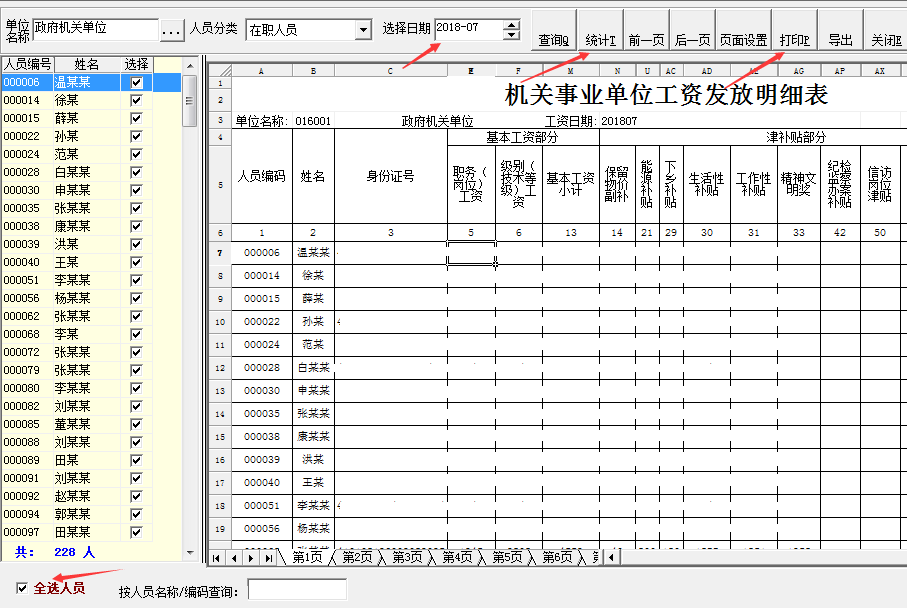 单位名称 政府机关单位 ... 人员分类 在职人员 选择日期 2018-07 查询Q 统计T 前一页 后一页 页面设置 打印P 导出 关闭X
人员编号 姓名 选择
000006 温某某
000014 徐某
000015 薛某
000022 孙某
000024 范某
000028 白某某
000030 申某某
000035 张某某
000038 康某某
000039 洪某
000040 王某
000051 李某某
000056 杨某某
000062 张某某
000068 李某
000072 张某某
000079 张某某
000080 李某某
000082 刘某某
000085 董某某
000088 刘某某
000089 田某
000091 刘某某
000092 赵某某
000094 郭某某
000097 田某某
共： 228 人
A B C E F M N U AC AD AE AG AP AX
1
2 机关事业单位工资发放明细表
3 单位名称: 016001 政府机关单位 工资日期: 201807
4 基本工资部分 津补贴部分
5 人员编码 姓名 身份证号 职务（岗位）工资 级别（技术等级）工资 基本工资小计 保留物价副补 能源补贴 下乡补贴 生活性补贴 工作性补贴 精神文明奖 纪检监察办案补贴 信访岗位津贴
6 1 2 3 5 6 13 14 21 29 30 31 33 42 50
7 000006 温某某
8 000014 徐某
9 000015 薛某
10 000022 孙某
11 000024 范某
12 000028 白某某
13 000030 申某某
14 000035 张某某
15 000038 康某某
16 000039 洪某
17 000040 王某
18 000051 李某某
19 000056 杨某某
第1页 第2页 第3页 第4页 第5页 第6页
全选人员 按人员名称/编码查询: